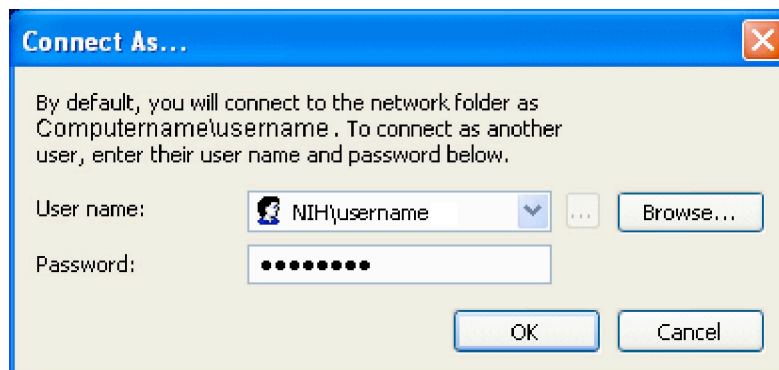 Connect As...
By default, you will connect to the network folder as
Computername\username . To connect as another
user, enter their user name and password below.
User name:
NIH\username
...
Browse...
Password:
●●●●●●●●
OK
Cancel